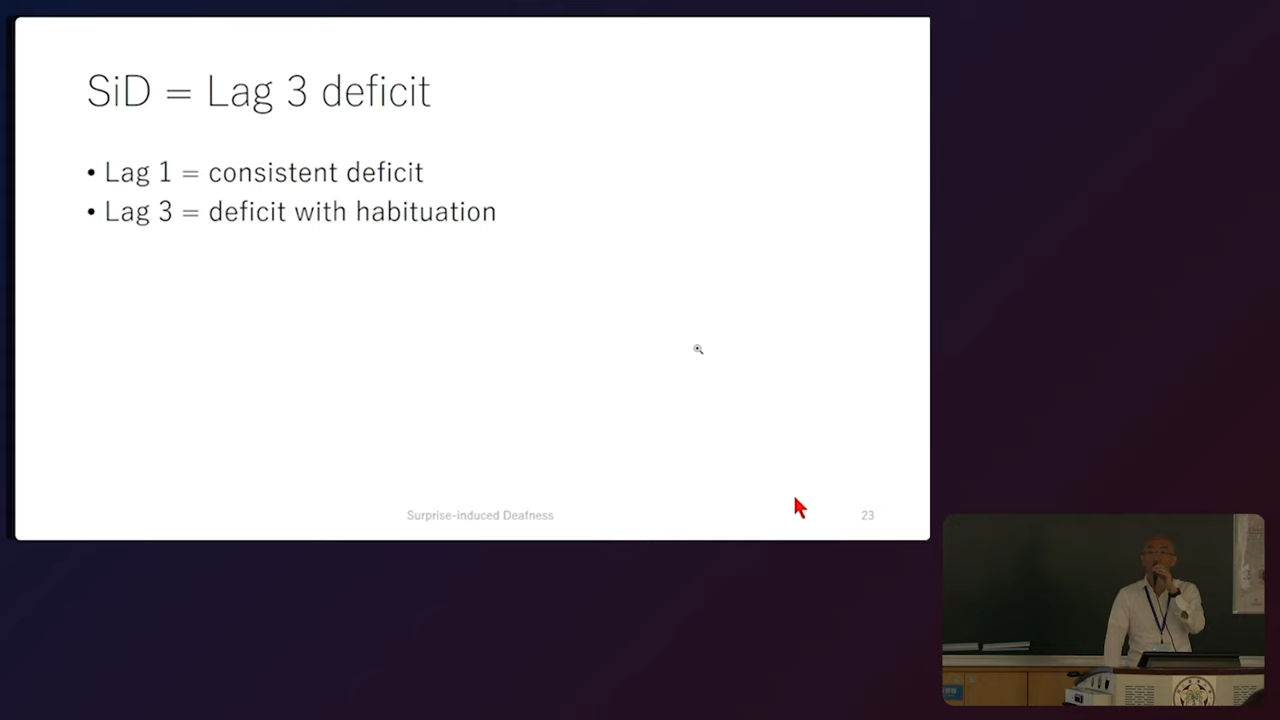 SiD = Lag 3 deficit
• Lag 1 = consistent deficit
• Lag 3 = deficit with habituation
Surprise-induced Deafness
23